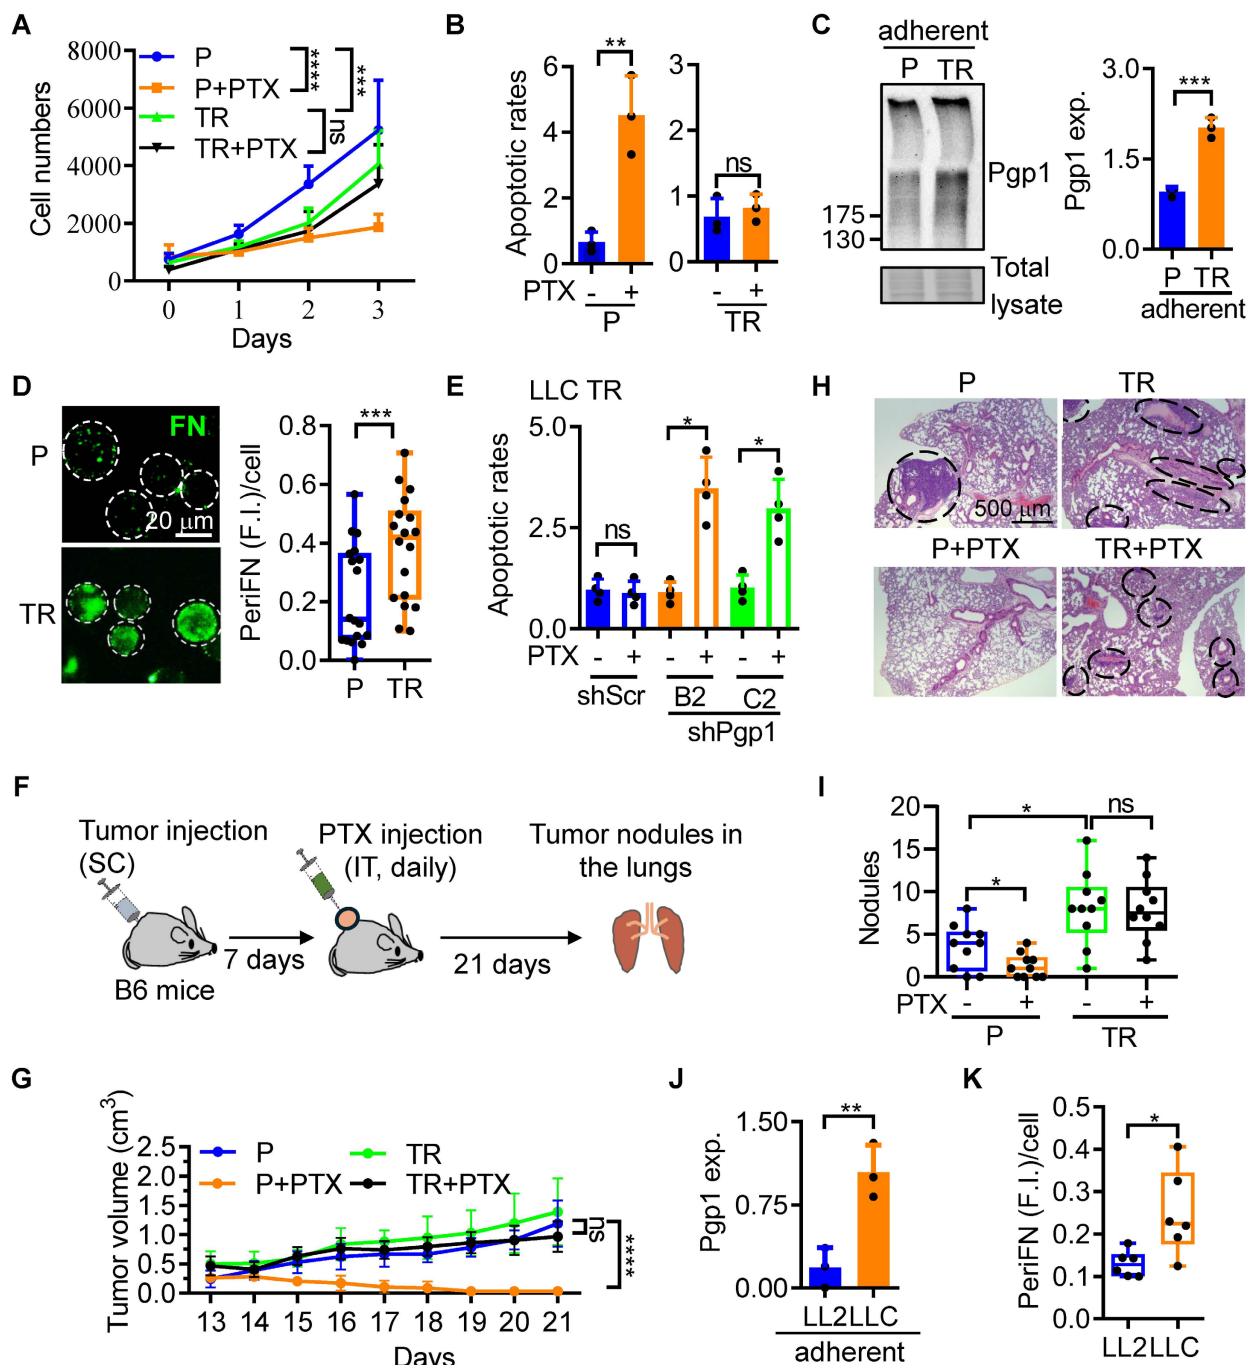 A
8000
6000
4000
2000
0
Cell numbers
P
P+PTX
TR
TR+PTX
****
***
ns
0 1 2 3
Days
B
Apoptotic rates
6
4
2
0
**
3
2
1
0
ns
PTX - + - +
P TR
C
adherent
P TR
Pgp1
175
130
Total
lysate
Pgp1 exp.
3.0
1.5
0.0
***
P TR
adherent
D
P
FN
20 μm
TR
PeriFN (F.I.)/cell
0.8
0.6
0.4
0.2
0.0
***
P TR
E
LLC TR
Apoptotic rates
5.0
2.5
0.0
ns
*
*
PTX - + - + - +
shScr B2 C2
shPgp1
H
P TR
500 μm
P+PTX TR+PTX
F
Tumor injection
(SC)
B6 mice
7 days
PTX injection
(IT, daily)
21 days
Tumor nodules in
the lungs
I
Nodules
20
15
10
5
0
*
*
ns
PTX - + - +
P TR
G
Tumor volume (cm3)
2.5
2.0
1.5
1.0
0.5
0.0
P
TR
P+PTX
TR+PTX
ns
****
13 14 15 16 17 18 19 20 21
Days
J
Pgp1 exp.
1.50
0.75
0.00
**
LL2LLC
adherent
K
PeriFN (F.I.)/cell
0.5
0.4
0.3
0.2
0.1
0.0
*
LL2LLC